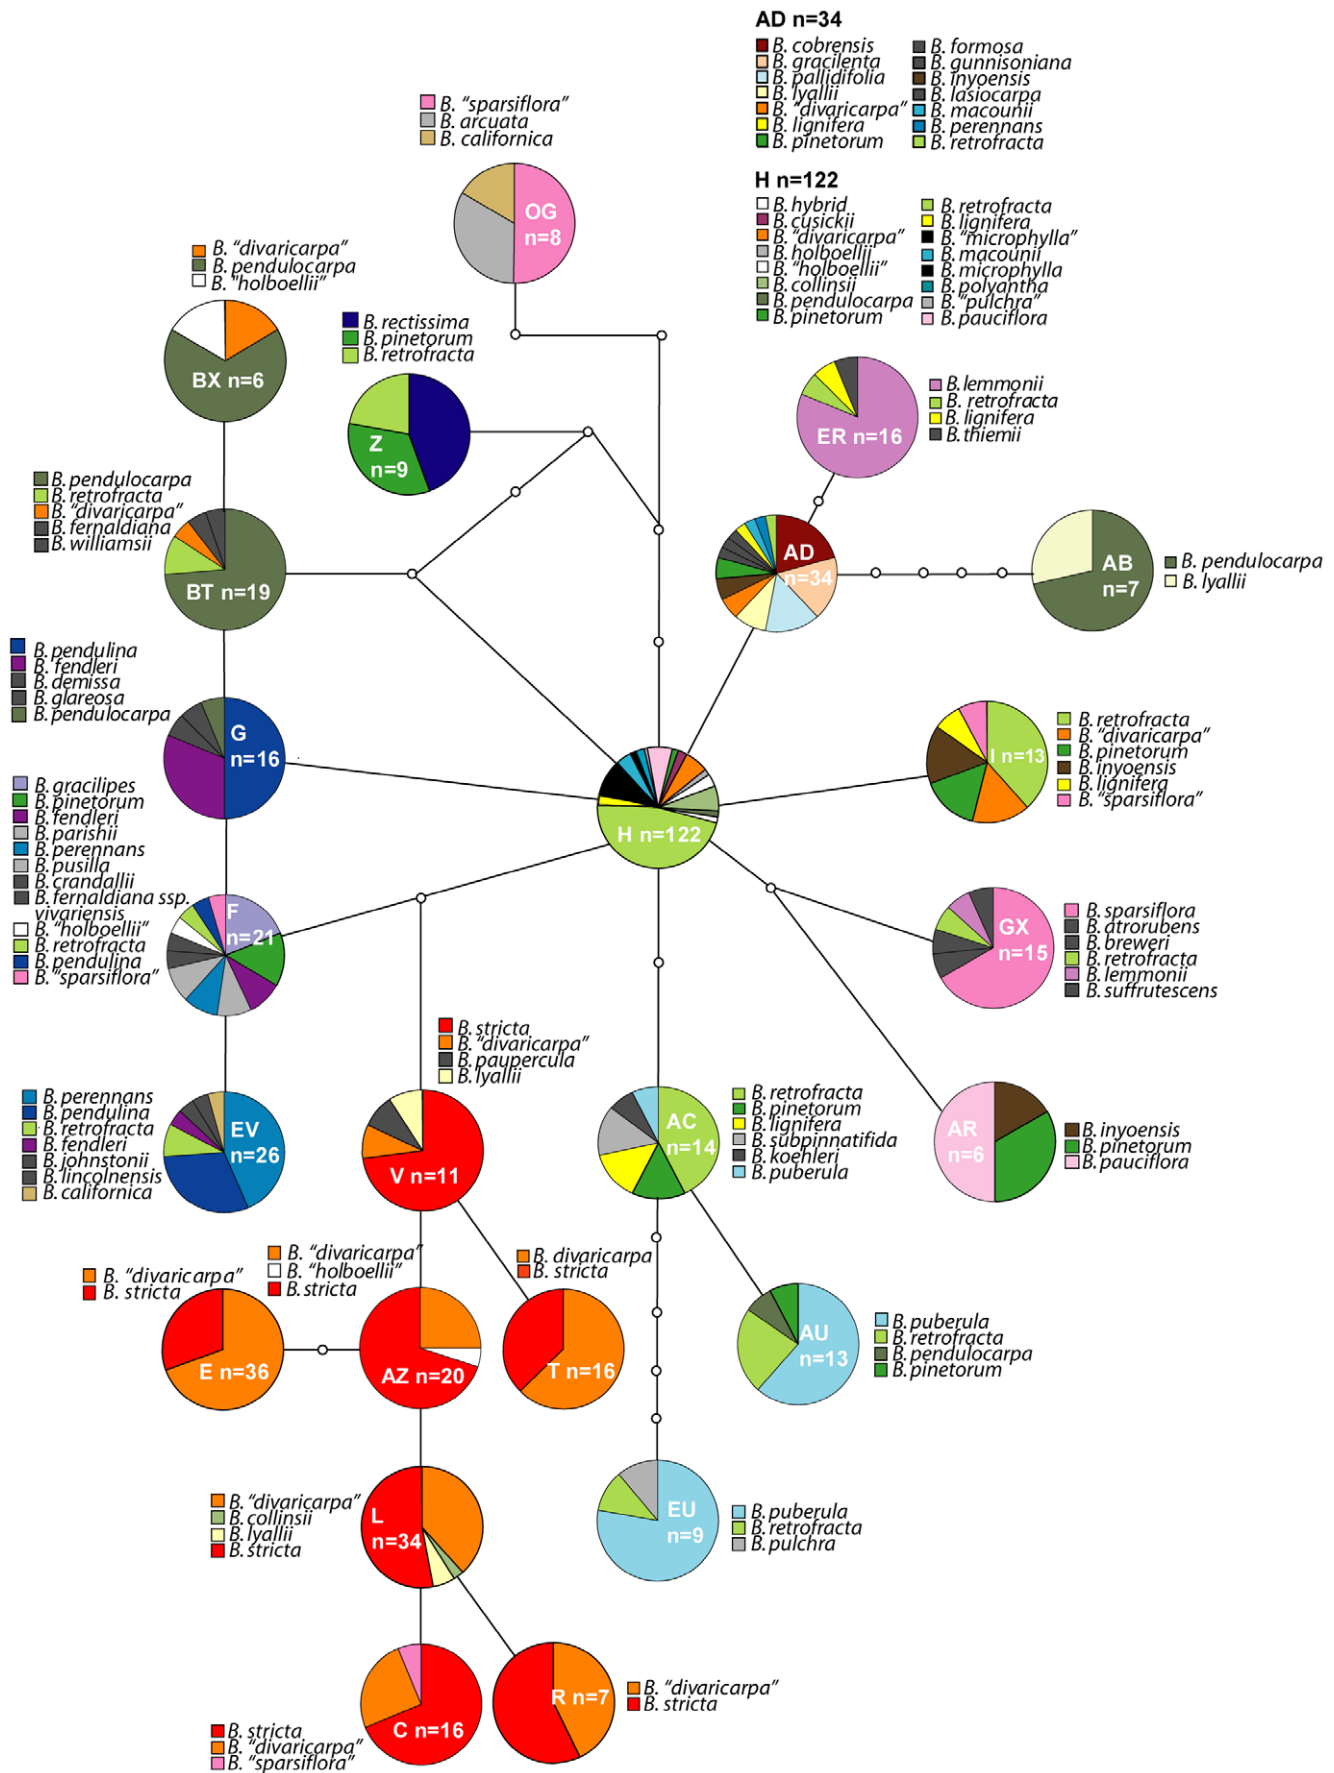 AD n=34
B. cobrensis
B. gracilenta
B. pallidifolia
B. lyallii
B. "divaricarpa"
B. lignifera
B. pinetorum
B. formosa
B. gunnisoniana
B. inyoensis
B. lasiocarpa
B. macounii
B. perennans
B. retrofracta
H n=122
B. hybrid
B. cusickii
B. "divaricarpa"
B. holboellii
B. "holboellii"
B. collinsii
B. pendulocarpa
B. pinetorum
B. retrofracta
B. lignifera
B. "microphylla"
B. macounii
B. microphylla
B. polyantha
B. "pulchra"
B. pauciflora
B. "sparsiflora"
B. arcuata
B. californica
OG
n=8
B. "divaricarpa"
B. pendulocarpa
B. "holboellii"
BX n=6
B. rectissima
B. pinetorum
B. retrofracta
Z
n=9
B. lemmonii
B. retrofracta
B. lignifera
B. thiemii
ER n=16
B. pendulocarpa
B. retrofracta
B. "divaricarpa"
B. fernaldiana
B. williamsii
BT n=19
AD
n=34
AB
n=7
B. pendulocarpa
B. lyallii
B. pendulina
B. fendleri
B. demissa
B. glareosa
B. pendulocarpa
G
n=16
H n=122
I n=13
B. retrofracta
B. "divaricarpa"
B. pinetorum
B. inyoensis
B. lignifera
B. "sparsiflora"
B. gracilipes
B. pinetorum
B. fendleri
B. parishii
B. perennans
B. pusilla
B. crandallii
B. fernaldiana ssp.
vivariensis
B. "holboellii"
B. retrofracta
B. pendulina
B. "sparsiflora"
F
n=21
GX
n=15
B. sparsiflora
B. atrorubens
B. breweri
B. retrofracta
B. lemmonii
B. suffrutescens
B. stricta
B. "divaricarpa"
B. paupercula
B. lyallii
V n=11
B. perennans
B. pendulina
B. retrofracta
B. fendleri
B. johnstonii
B. lincolnensis
B. californica
EV
n=26
AC
n=14
B. retrofracta
B. pinetorum
B. lignifera
B. subpinnatifida
B. koehleri
B. puberula
AR
n=6
B. inyoensis
B. pinetorum
B. pauciflora
B. "divaricarpa"
B. stricta
E n=36
B. "divaricarpa"
B. "holboellii"
B. stricta
AZ n=20
B. divaricarpa
B. stricta
T n=16
AU
n=13
B. puberula
B. retrofracta
B. pendulocarpa
B. pinetorum
B. "divaricarpa"
B. collinsii
B. lyallii
B. stricta
L
n=34
EU
n=9
B. puberula
B. retrofracta
B. pulchra
B. stricta
B. "divaricarpa"
B. "sparsiflora"
C n=16
R n=7
B. "divaricarpa"
B. stricta